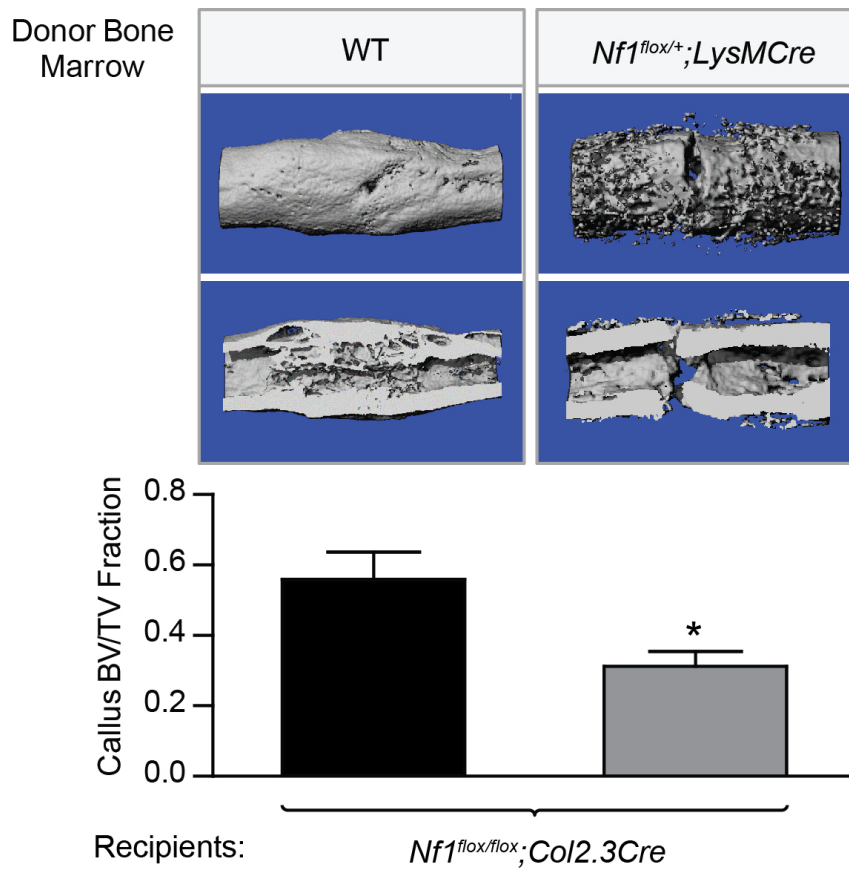 Donor Bone
Marrow
WT
Nf1flox/+;LysMCre
0.8
0.6
0.4
0.2
0.0
Callus BV/TV Fraction
*
Recipients:
Nf1flox/flox;Col2.3Cre